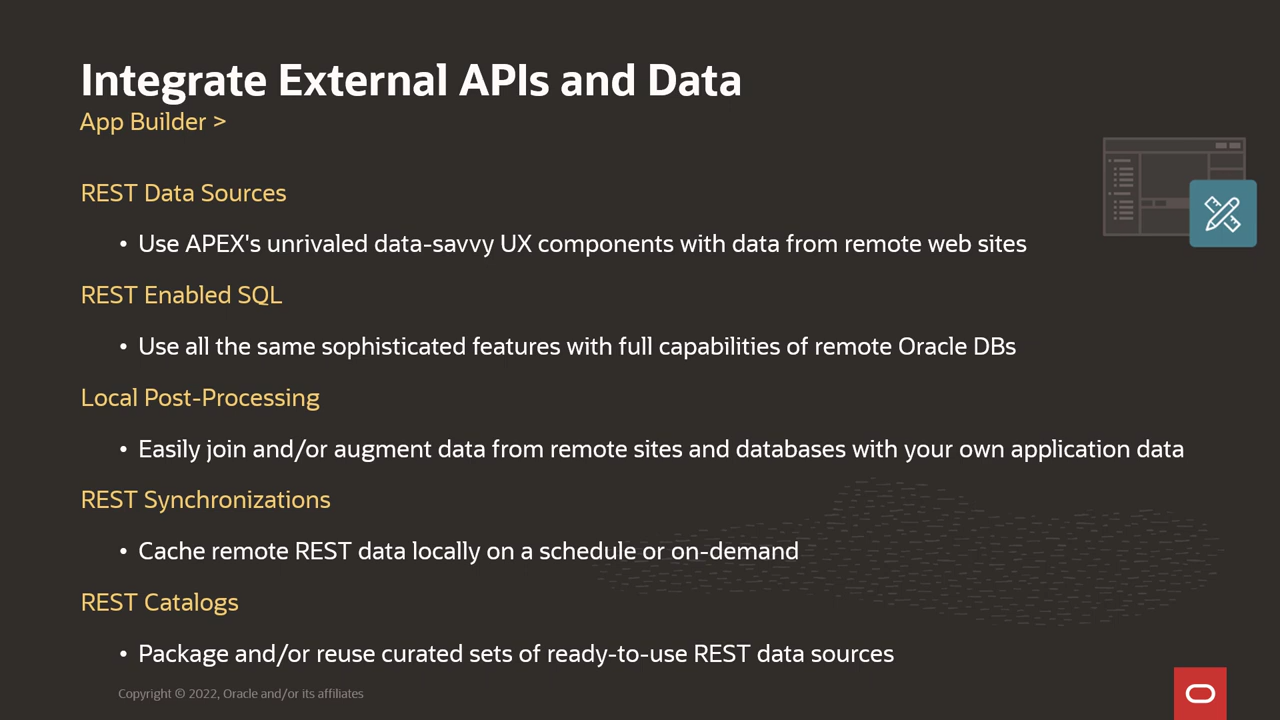 Integrate External APIs and Data
App Builder >
REST Data Sources
• Use APEX's unrivaled data-savvy UX components with data from remote web sites
REST Enabled SQL
• Use all the same sophisticated features with full capabilities of remote Oracle DBs
Local Post-Processing
• Easily join and/or augment data from remote sites and databases with your own application data
REST Synchronizations
• Cache remote REST data locally on a schedule or on-demand
REST Catalogs
• Package and/or reuse curated sets of ready-to-use REST data sources
Copyright © 2022, Oracle and/or its affiliates